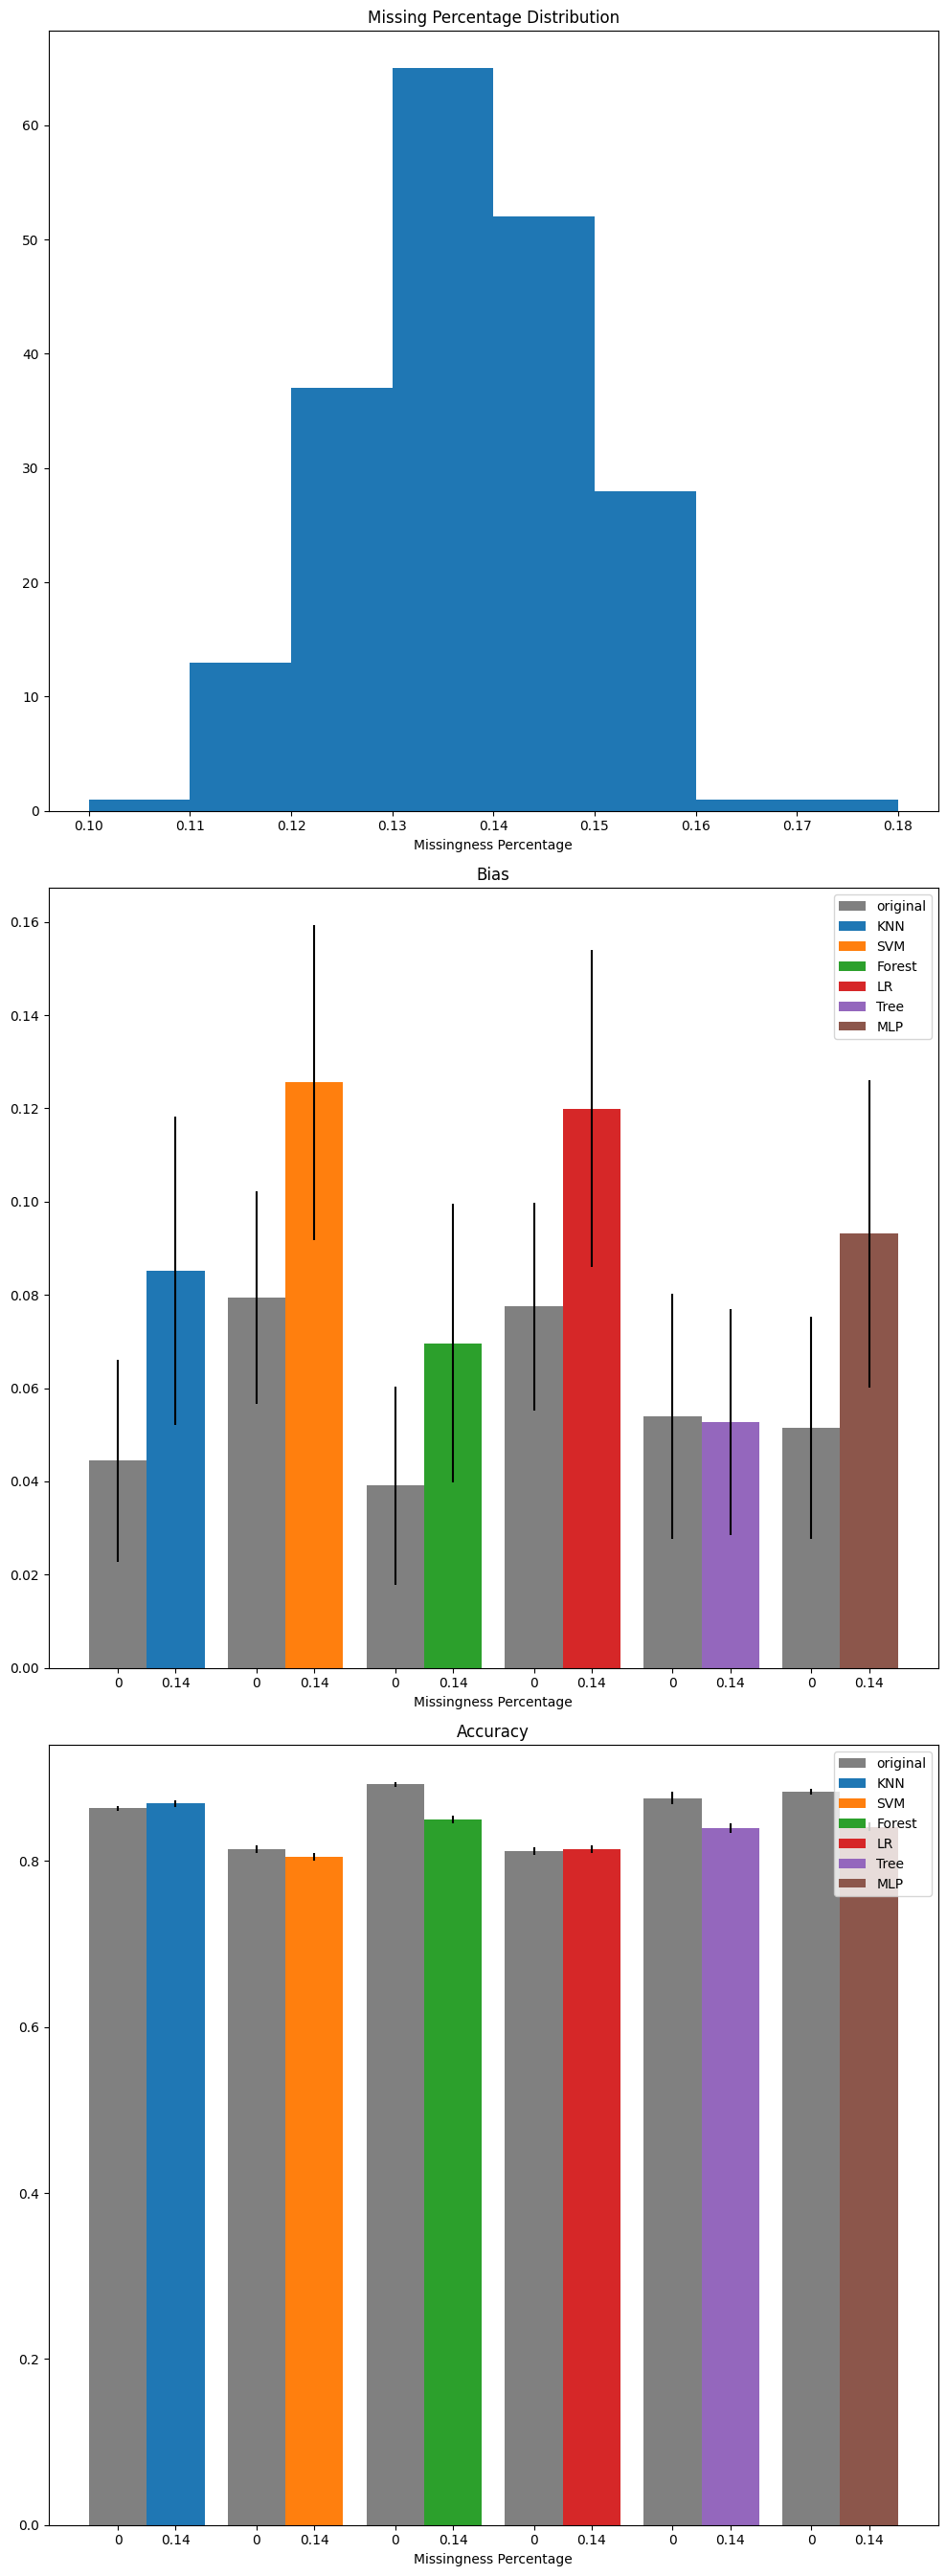 Missing Percentage Distribution
60
50
40
30
20
10
0
0.10 0.11 0.12 0.13 0.14 0.15 0.16 0.17 0.18
Missingness Percentage
Bias
original
KNN
SVM
Forest
LR
Tree
MLP
0.16
0.14
0.12
0.10
0.08
0.06
0.04
0.02
0.00
0 0.14 0 0.14 0 0.14 0 0.14 0 0.14 0 0.14
Missingness Percentage
Accuracy
original
KNN
SVM
Forest
LR
Tree
MLP
0.8
0.6
0.4
0.2
0.0
0 0.14 0 0.14 0 0.14 0 0.14 0 0.14 0 0.14
Missingness Percentage